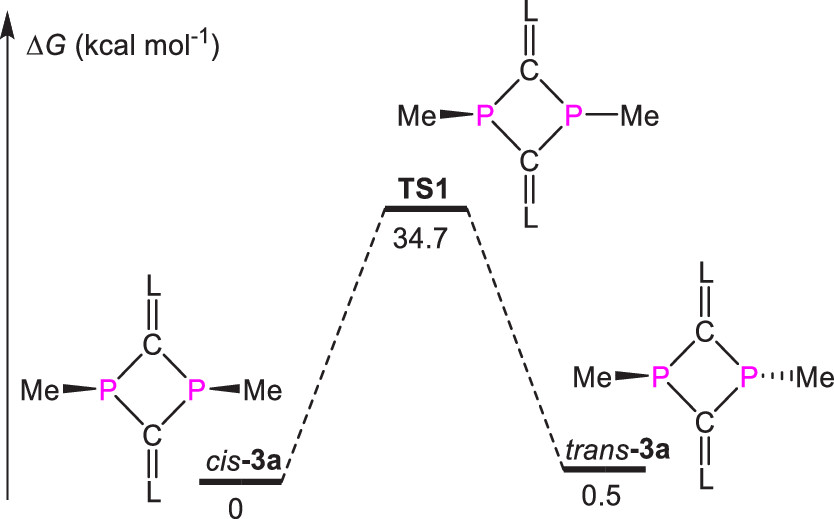 ΔG (kcal mol⁻¹)
L
C
Me P P Me
C
L
TS1
34.7
L
C
Me P P Me
C
L
cis-3a
0
L
C
Me P P Me
C
L
trans-3a
0.5